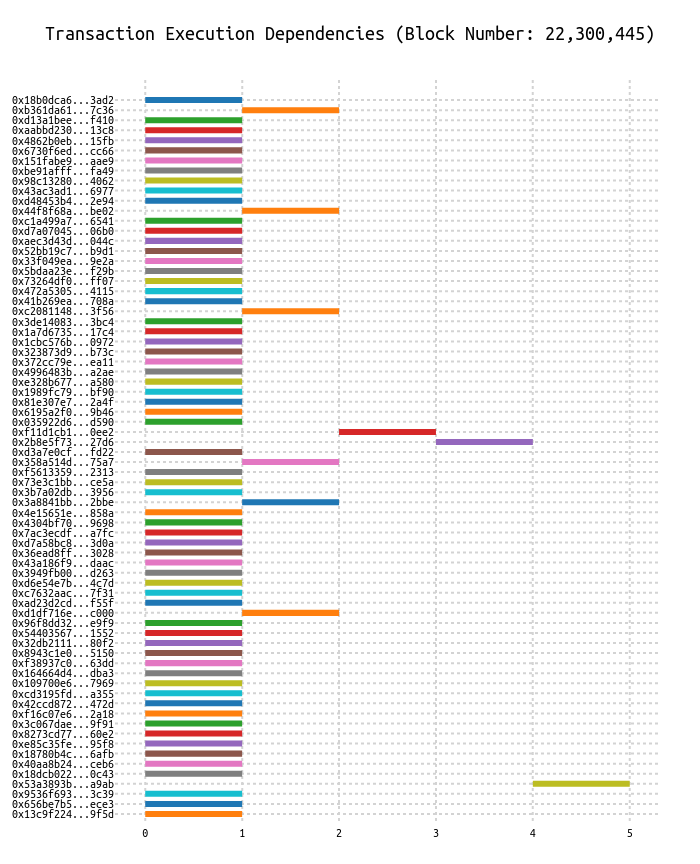 Transaction Execution Dependencies (Block Number: 22,300,445)
0x18b0dca6...3ad2
0xb361da61...7c36
0xd13a1bee...f410
0xaabbd230...13c8
0x4862b0eb...15fb
0x6730f6ed...cc66
0x151fabe9...aae9
0xbe91afff...fa49
0x98c13280...4062
0x43ac3ad1...6977
0xd48453b4...2e94
0x44f8f68a...be02
0xc1a499a7...6541
0xd7a07045...06b0
0xaec3d43d...044c
0x52bb19c7...b9d1
0x33f049ea...9e2a
0x5bdaa23e...f29b
0x73264df0...ff07
0x472a5305...4115
0x41b269ea...708a
0xc2081148...3f56
0x3de14083...3bc4
0x1a7d6735...17c4
0x1cbc576b...0972
0x323873d9...b73c
0x372cc79e...ea11
0x4996483b...a2ae
0xe328b677...a580
0x1989fc79...bf90
0x81e307e7...2a4f
0x6195a2f0...9b46
0x035922d6...d590
0xf11d1cb1...0ee2
0x2b8e5f73...27d6
0xd3a7e0cf...fd22
0x358a514d...75a7
0xf5613359...2313
0x73e3c1bb...ce5a
0x3b7a02db...3956
0x3a8841bb...2bbe
0x4e15651e...858a
0x4304bf70...9698
0x7ac3ecdf...a7fc
0xd7a58bc8...3d0a
0x36ead8ff...3028
0x43a186f9...daac
0x3949fb00...d263
0xd6e54e7b...4c7d
0xc7632aac...7f31
0xad23d2cd...f55f
0xd1df716e...c000
0x96f8dd32...e9f9
0x54403567...1552
0x32db2111...80f2
0x8943c1e0...5150
0xf38937c0...63dd
0x164664d4...dba3
0x109700e6...7969
0xcd3195fd...a355
0x42ccd872...472d
0xf16c07e6...2a18
0x3c067dae...9f91
0x8273cd77...60e2
0xe85c35fe...95f8
0x18780b4c...6afb
0x40aa8b24...ceb6
0x18dcb022...0c43
0x53a3893b...a9ab
0x9536f693...3c39
0x656be7b5...ece3
0x13c9f224...9f5d
0 1 2 3 4 5